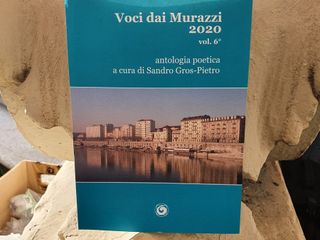 Voci dai Murazzi
2020
vol. 6°
antologia poetica
a cura di Sandro Gros-Pietro